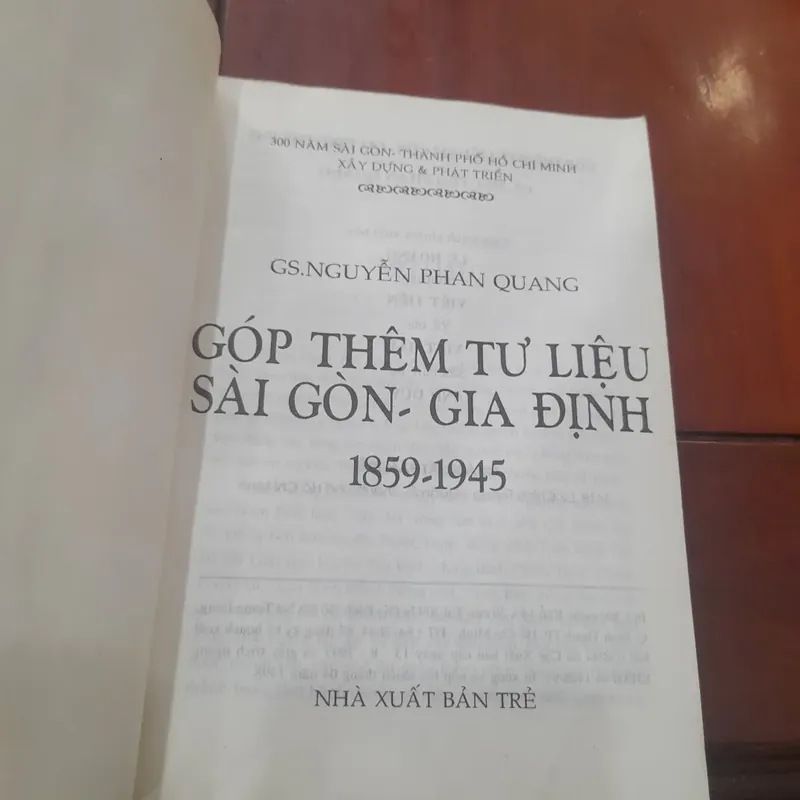 300 NĂM SÀI GÒN- THÀNH PHỐ HỒ CHÍ MINH
XÂY DỰNG & PHÁT TRIỂN
GS.NGUYỄN PHAN QUANG
GÓP THÊM TƯ LIỆU
SÀI GÒN- GIA ĐỊNH
1859-1945
NHÀ XUẤT BẢN TRẺ